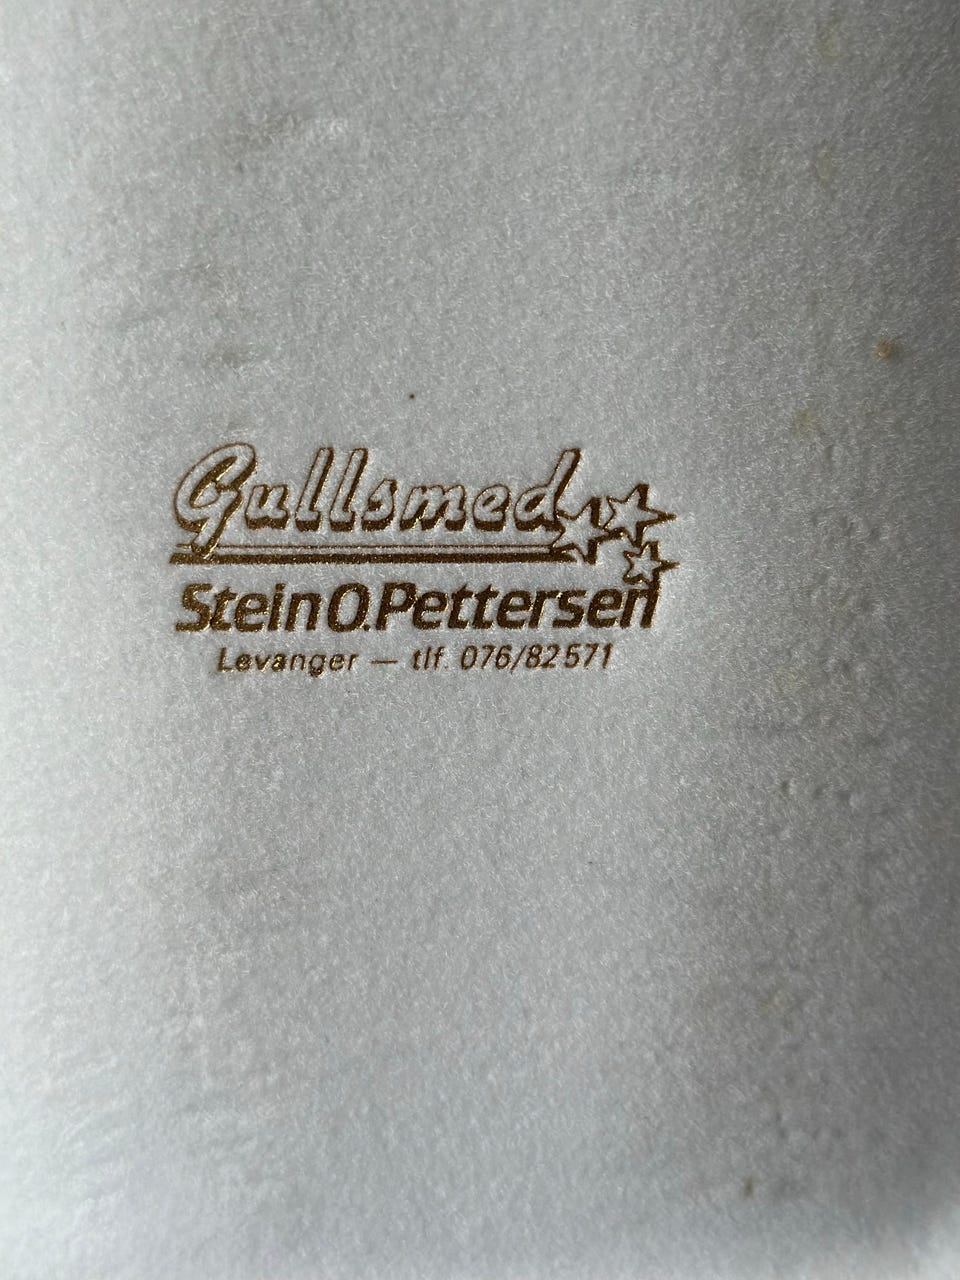 Gullsmed
Stein O. Pettersen
Levanger — tlf. 076/82571